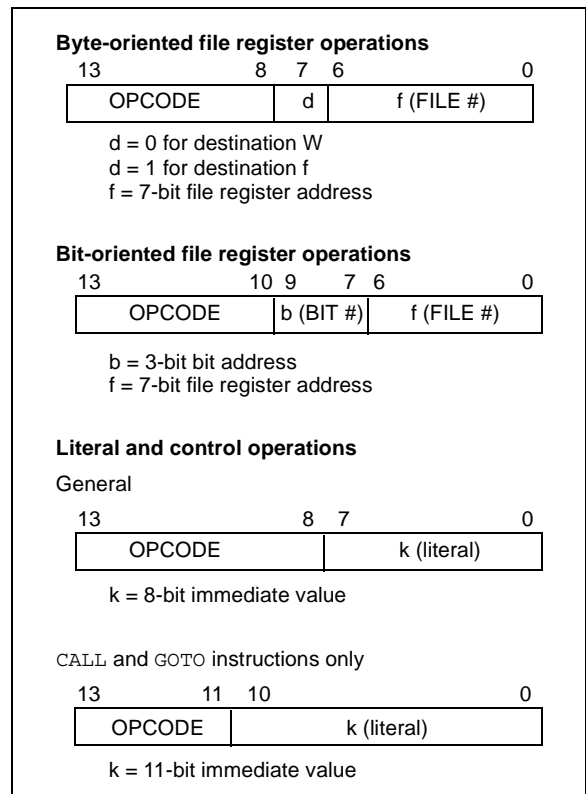 Byte-oriented file register operations
13 8 7 6 0
OPCODE d f (FILE #)
d = 0 for destination W
d = 1 for destination f
f = 7-bit file register address
Bit-oriented file register operations
13 10 9 7 6 0
OPCODE b (BIT #) f (FILE #)
b = 3-bit bit address
f = 7-bit file register address
Literal and control operations
General
13 8 7 0
OPCODE k (literal)
k = 8-bit immediate value
CALL and GOTO instructions only
13 11 10 0
OPCODE k (literal)
k = 11-bit immediate value